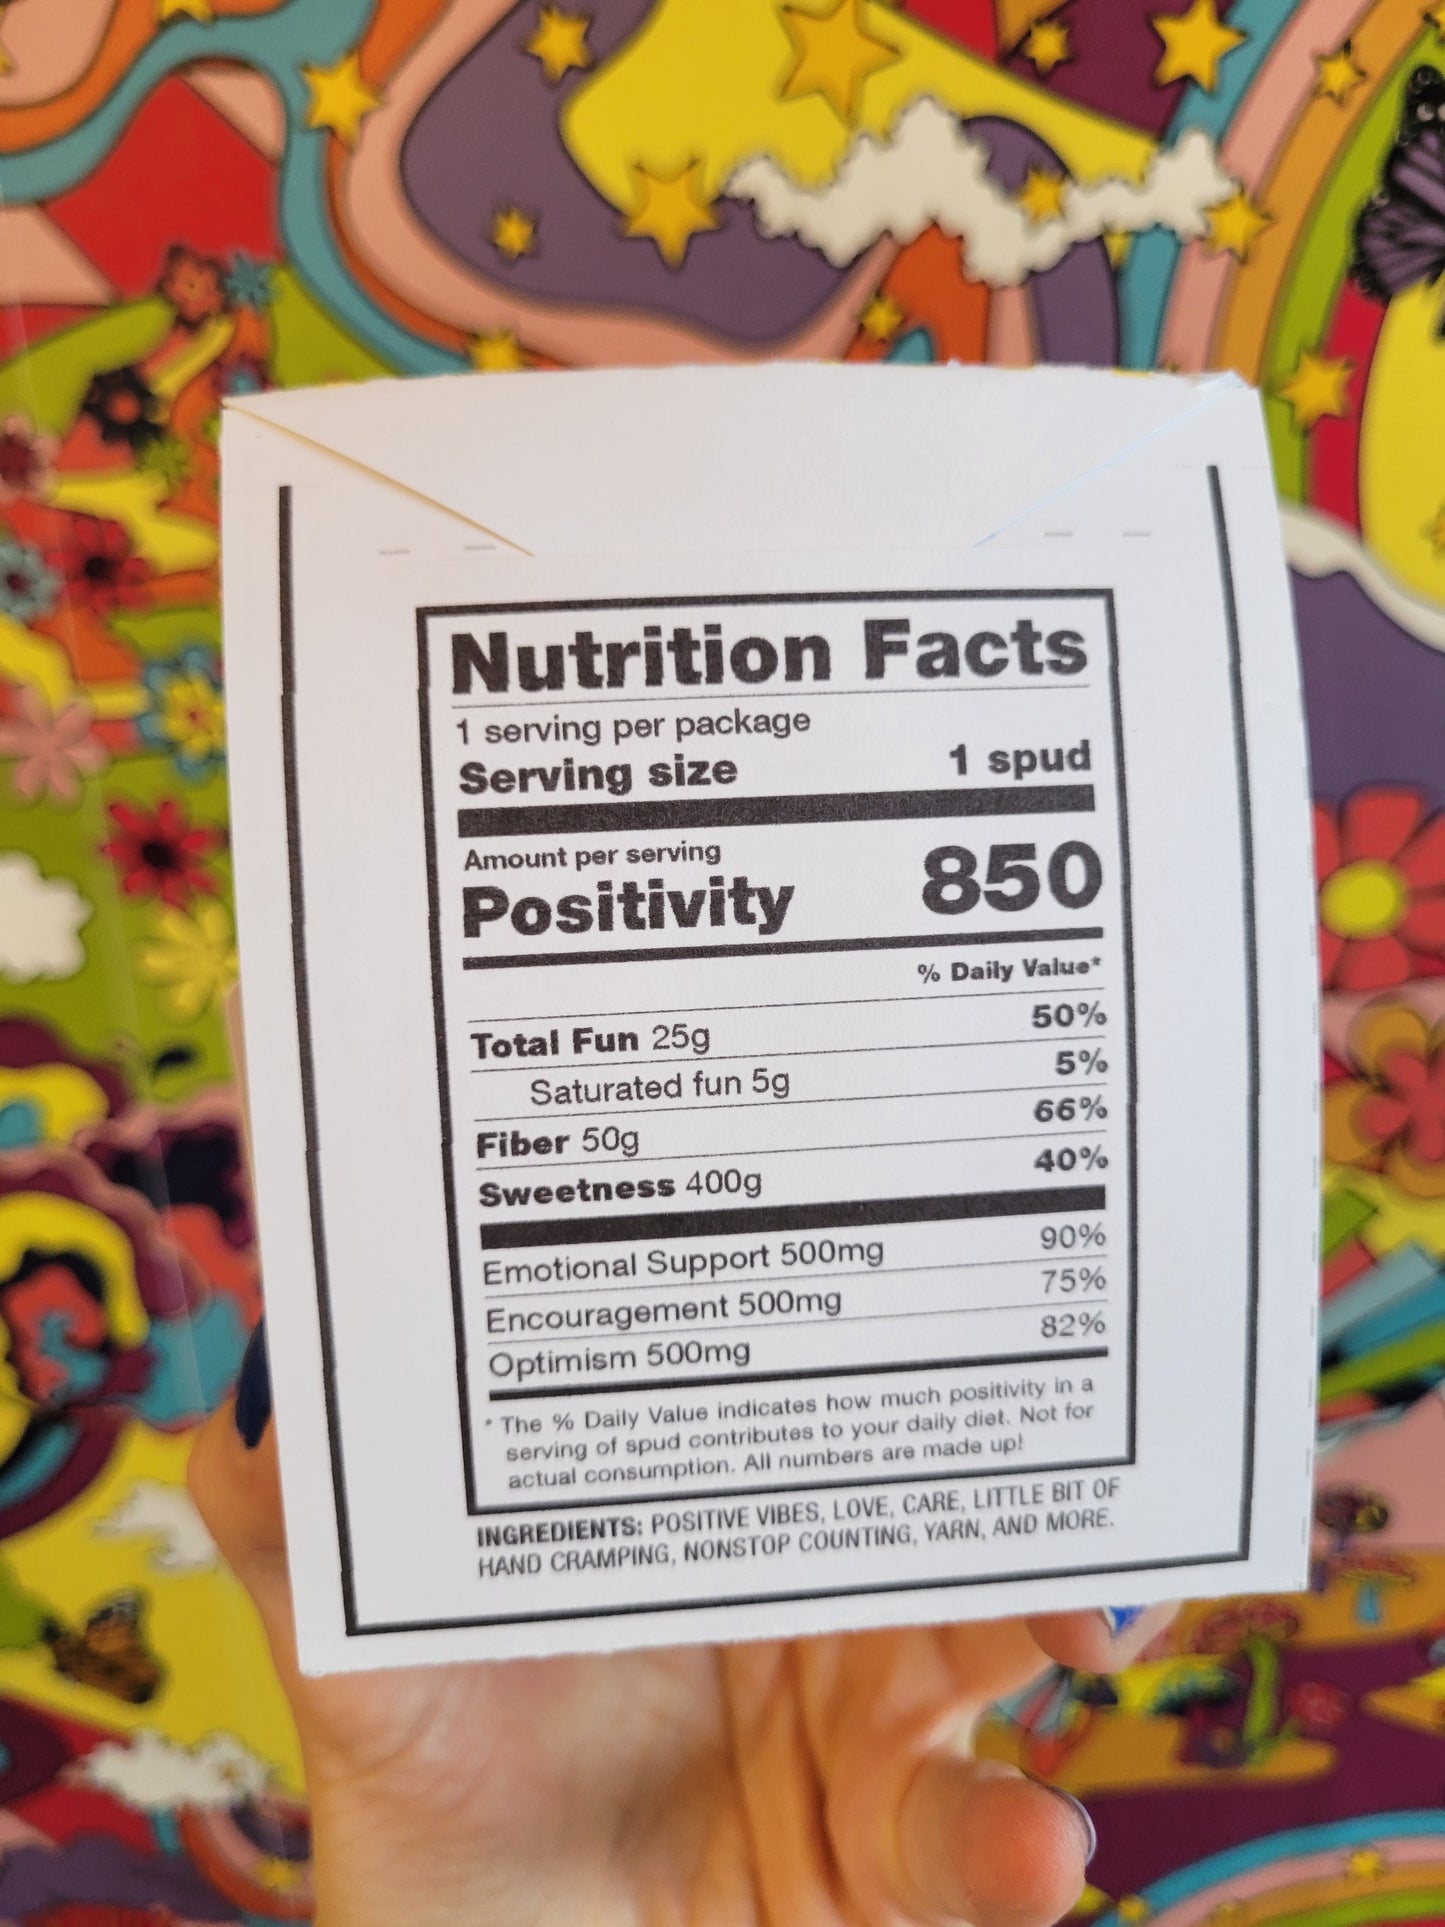 Nutrition Facts
1 serving per package
Serving size 1 spud
Amount per serving
Positivity 850
% Daily Value*
Total Fun 25g 50%
Saturated fun 5g 5%
Fiber 50g 66%
Sweetness 400g 40%
Emotional Support 500mg 90%
Encouragement 500mg 75%
Optimism 500mg 82%
* The % Daily Value indicates how much positivity in a
serving of spud contributes to your daily diet. Not for
actual consumption. All numbers are made up!
INGREDIENTS: POSITIVE VIBES, LOVE, CARE, LITTLE BIT OF
HAND CRAMPING, NONSTOP COUNTING, YARN, AND MORE.